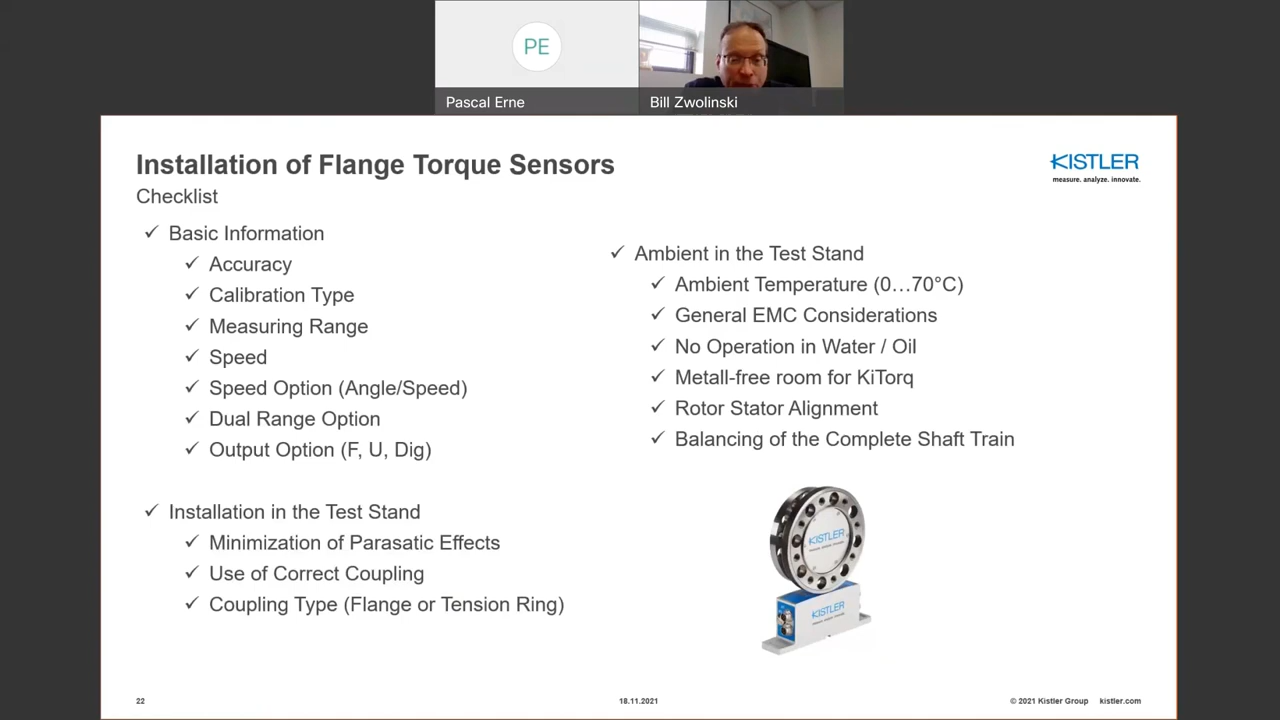 PE
Pascal Erne
Bill Zwolinski
Installation of Flange Torque Sensors
Checklist
KISTLER
measure. analyze. innovate.
Basic Information
Accuracy
Calibration Type
Measuring Range
Speed
Speed Option (Angle/Speed)
Dual Range Option
Output Option (F, U, Dig)
Installation in the Test Stand
Minimization of Parasatic Effects
Use of Correct Coupling
Coupling Type (Flange or Tension Ring)
Ambient in the Test Stand
Ambient Temperature (0…70°C)
General EMC Considerations
No Operation in Water / Oil
Metall-free room for KiTorq
Rotor Stator Alignment
Balancing of the Complete Shaft Train
KISTLER
KISTLER
22
18.11.2021
© 2021 Kistler Group kistler.com